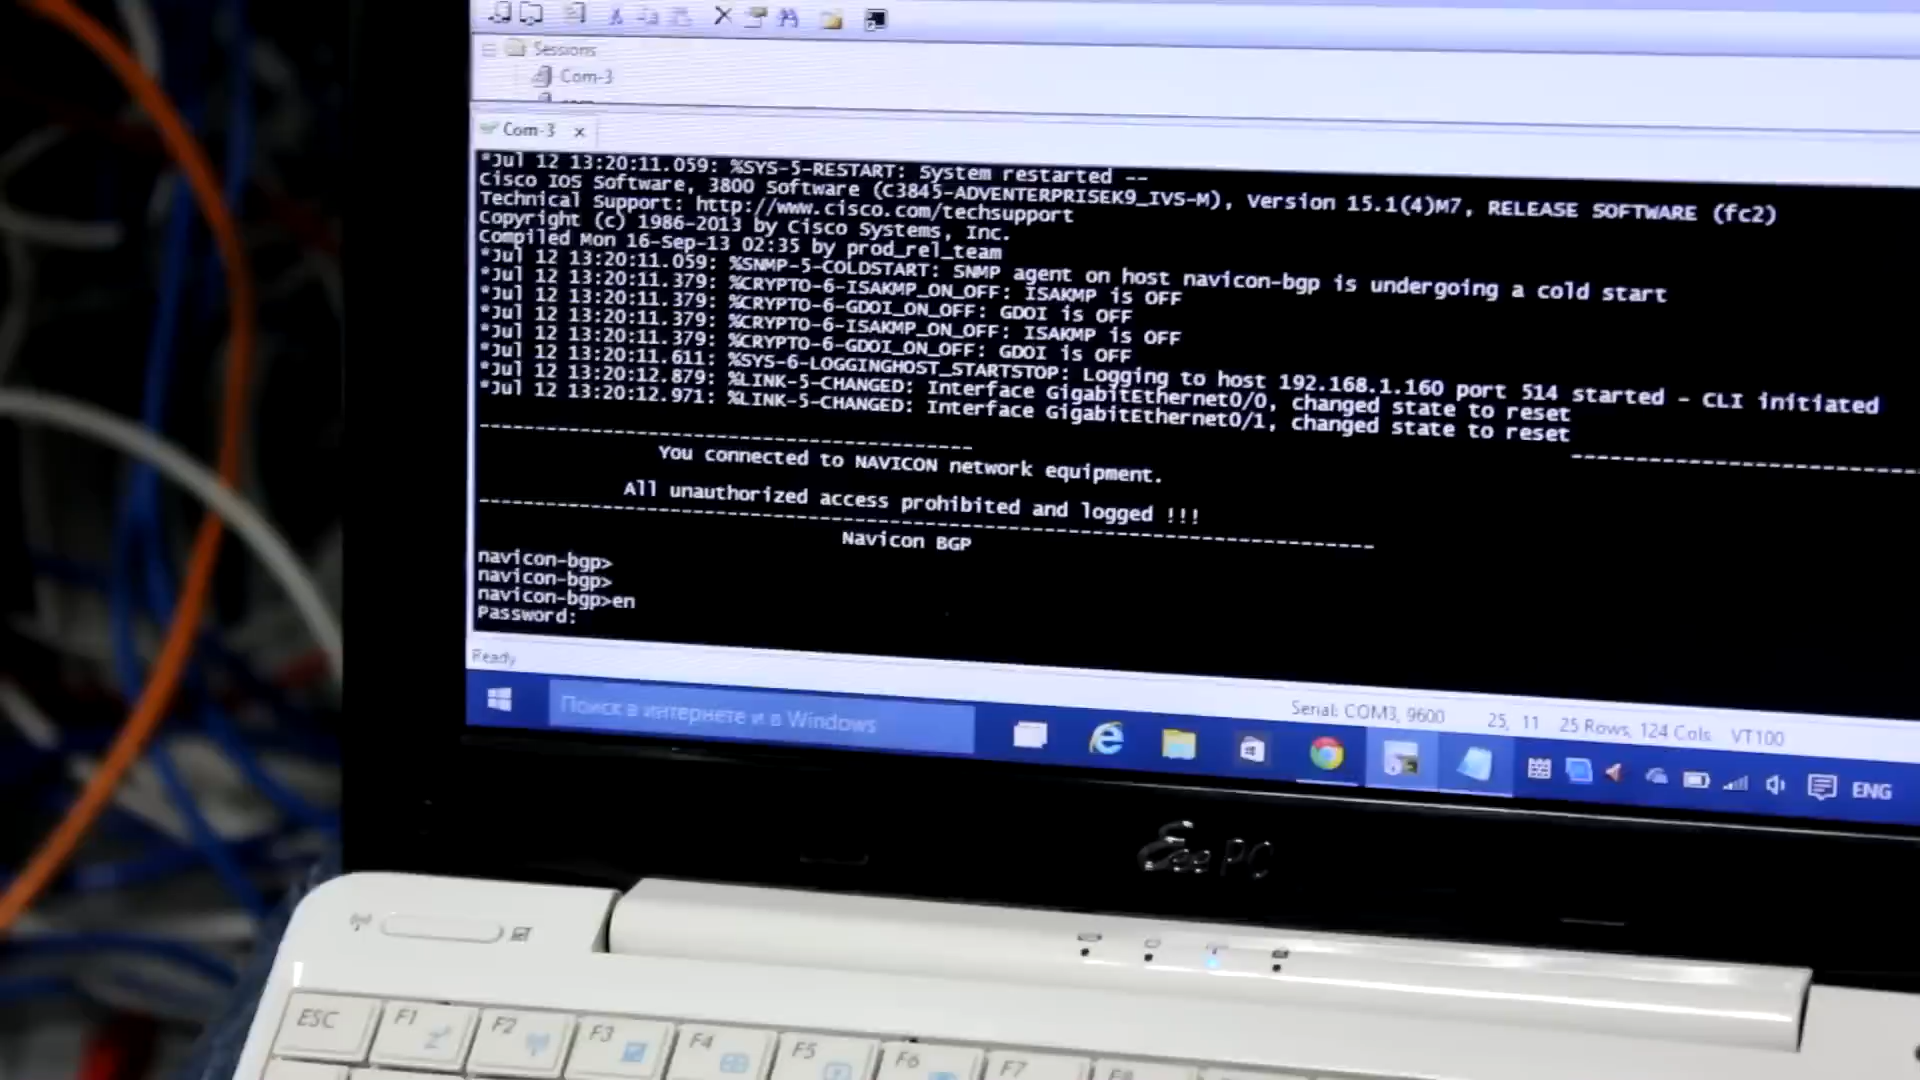 Sessions
Com-3
Com-3 x
*Jul 12 13:20:11.059: %SYS-5-RESTART: System restarted --
Cisco IOS Software, 3800 Software (C3845-ADVENTERPRISEK9_IVS-M), Version 15.1(4)M7, RELEASE SOFTWARE (fc2)
Technical Support: http://www.cisco.com/techsupport
Copyright (c) 1986-2013 by Cisco Systems, Inc.
Compiled Mon 16-Sep-13 02:35 by prod_rel_team
*Jul 12 13:20:11.059: %SNMP-5-COLDSTART: SNMP agent on host navicon-bgp is undergoing a cold start
*Jul 12 13:20:11.379: %CRYPTO-6-ISAKMP_ON_OFF: ISAKMP is OFF
*Jul 12 13:20:11.379: %CRYPTO-6-GDOI_ON_OFF: GDOI is OFF
*Jul 12 13:20:11.379: %CRYPTO-6-ISAKMP_ON_OFF: ISAKMP is OFF
*Jul 12 13:20:11.379: %CRYPTO-6-GDOI_ON_OFF: GDOI is OFF
*Jul 12 13:20:11.611: %SYS-6-LOGGINGHOST_STARTSTOP: Logging to host 192.168.1.160 port 514 started - CLI initiated
*Jul 12 13:20:12.879: %LINK-5-CHANGED: Interface GigabitEthernet0/0, changed state to reset
*Jul 12 13:20:12.971: %LINK-5-CHANGED: Interface GigabitEthernet0/1, changed state to reset
You connected to NAVICON network equipment.
All unauthorized access prohibited and logged !!!
Navicon BGP
navicon-bgp>
navicon-bgp>
navicon-bgp>en
Password:
Ready
Serial: COM3, 9600 25, 11 25 Rows, 124 Cols VT100
Поиск в интернете и в Windows
ENG
Eee PC
ESC F1 F2 F3 F4 F5 F6 F7 F8